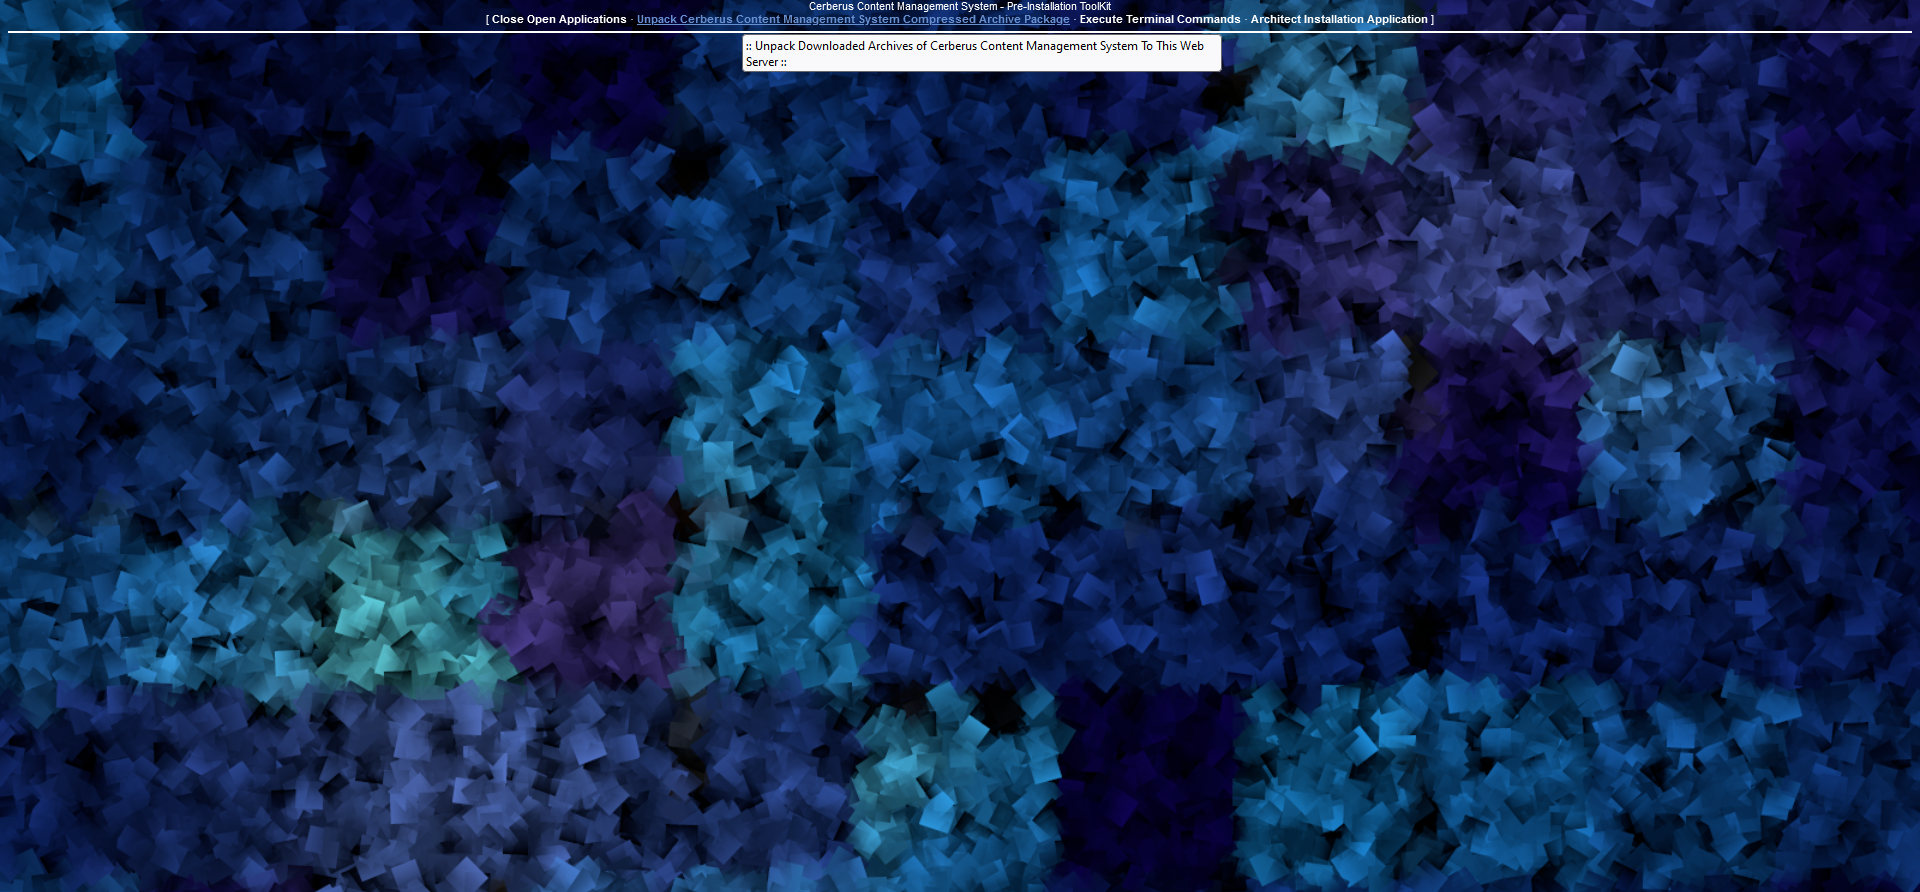 Cerberus Content Management System - Pre-Installation ToolKit
[ Close Open Applications · Unpack Cerberus Content Management System Compressed Archive Package · Execute Terminal Commands · Architect Installation Application ]
:: Unpack Downloaded Archives of Cerberus Content Management System To This Web
Server ::